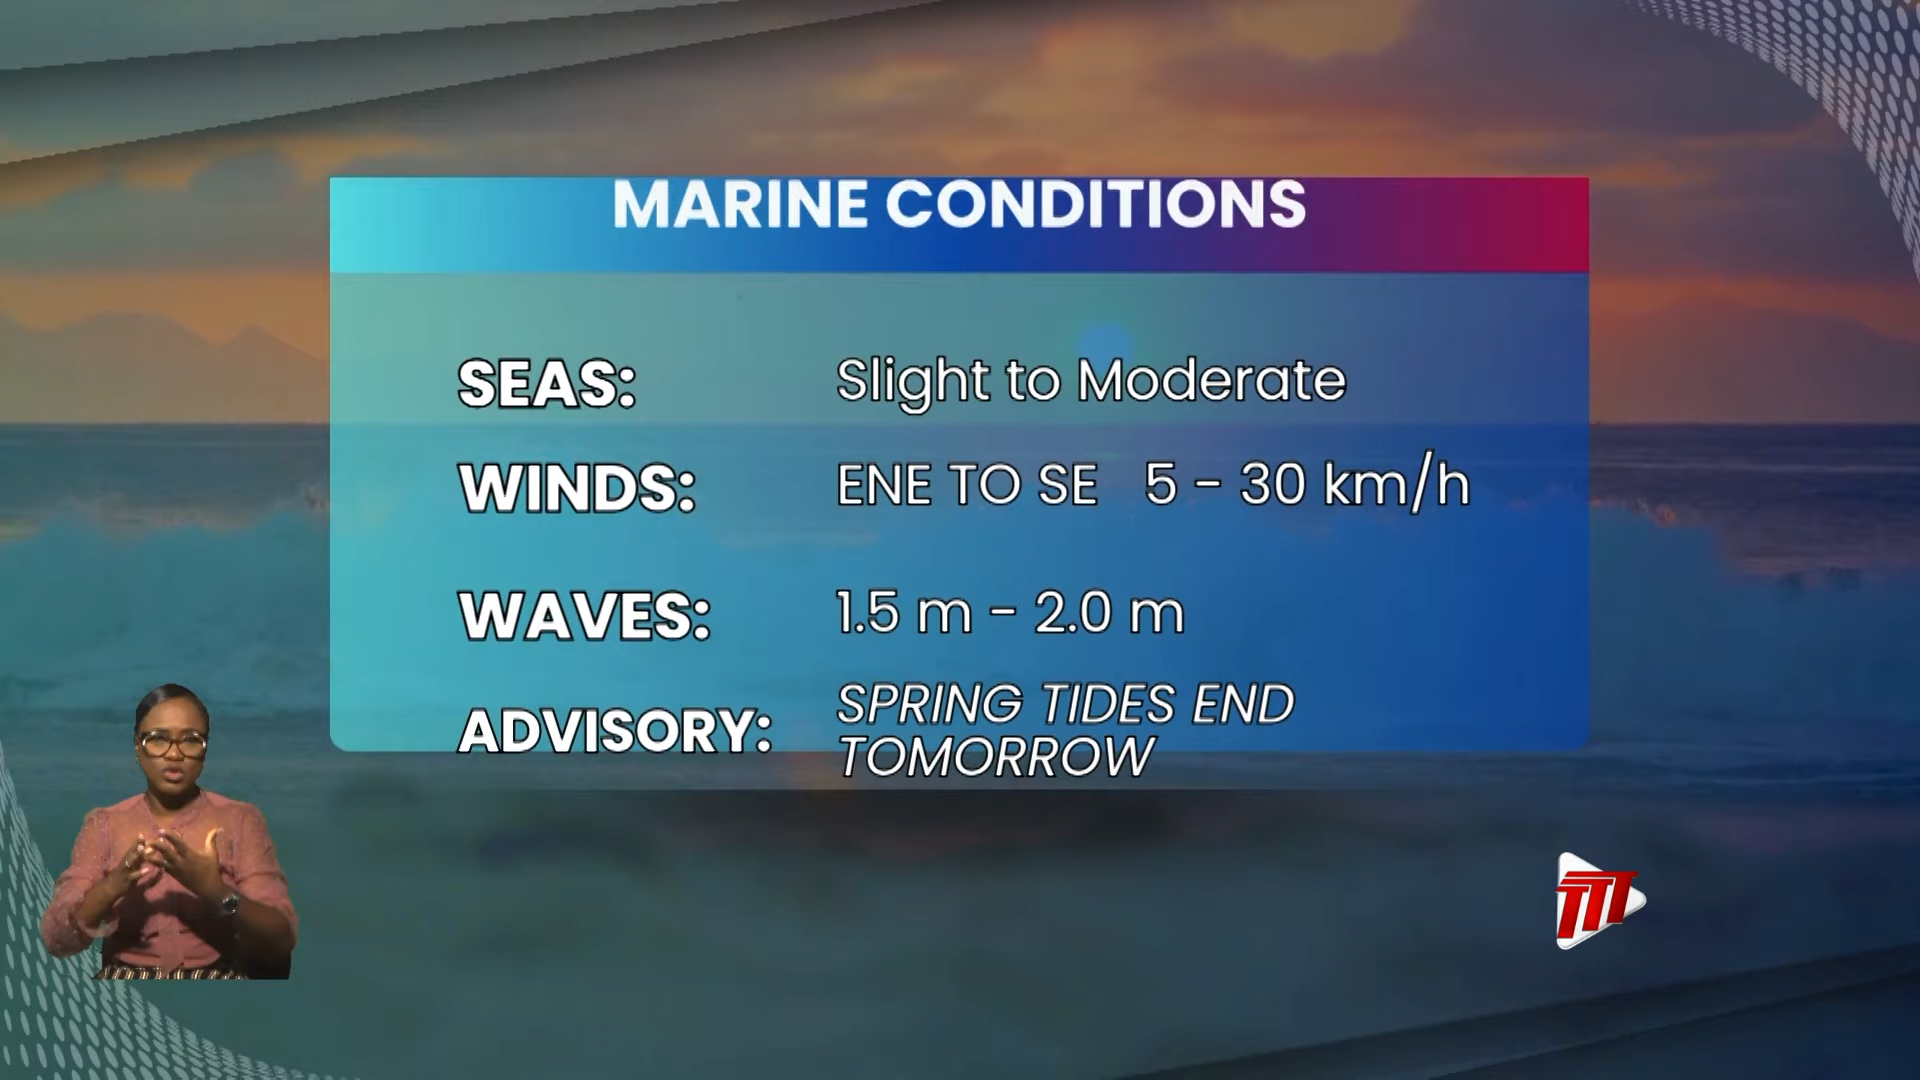 MARINE CONDITIONS
SEAS: Slight to Moderate
WINDS: ENE TO SE 5 - 30 km/h
WAVES: 1.5 m - 2.0 m
ADVISORY: SPRING TIDES END
TOMORROW
TTT